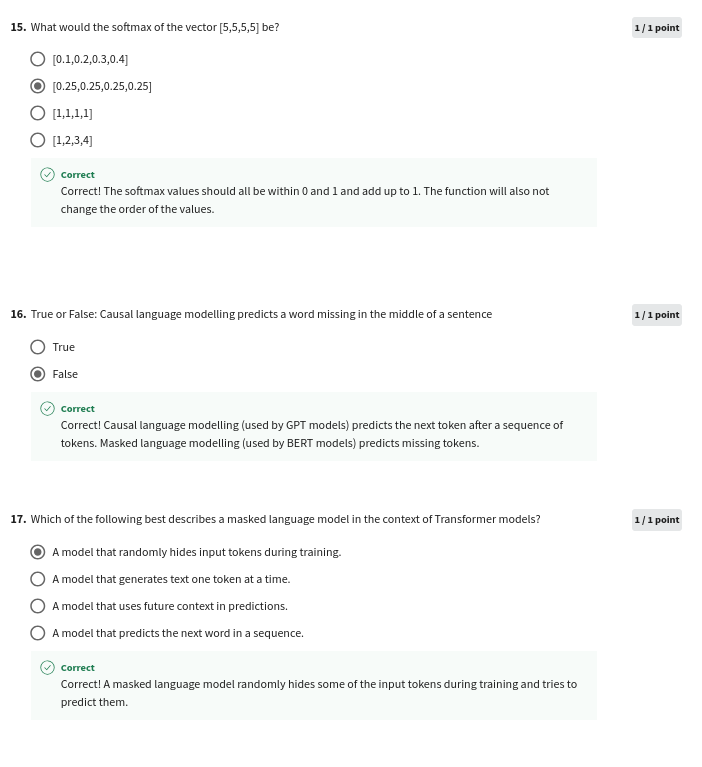 15. What would the softmax of the vector [5,5,5,5] be?
1 / 1 point
[0.1,0.2,0.3,0.4]
[0.25,0.25,0.25,0.25]
[1,1,1,1]
[1,2,3,4]
Correct
Correct! The softmax values should all be within 0 and 1 and add up to 1. The function will also not
change the order of the values.
16. True or False: Causal language modelling predicts a word missing in the middle of a sentence
1 / 1 point
True
False
Correct
Correct! Causal language modelling (used by GPT models) predicts the next token after a sequence of
tokens. Masked language modelling (used by BERT models) predicts missing tokens.
17. Which of the following best describes a masked language model in the context of Transformer models?
1 / 1 point
A model that randomly hides input tokens during training.
A model that generates text one token at a time.
A model that uses future context in predictions.
A model that predicts the next word in a sequence.
Correct
Correct! A masked language model randomly hides some of the input tokens during training and tries to
predict them.